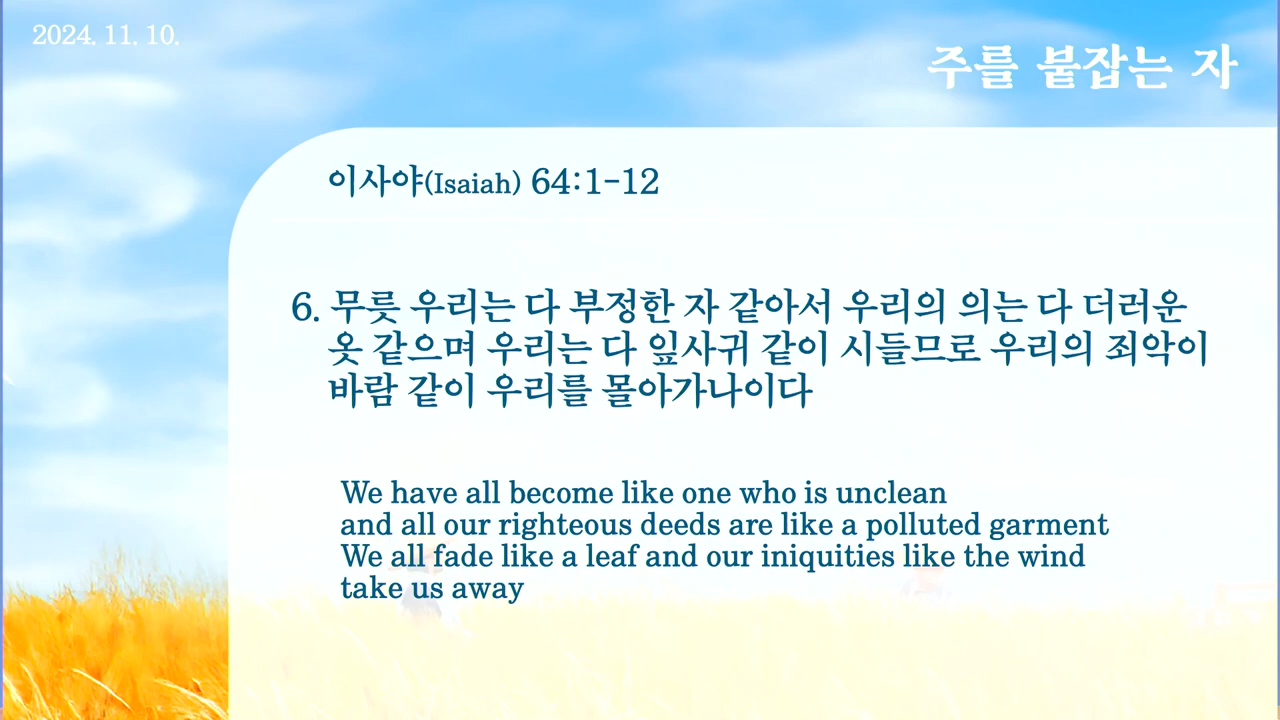 2024. 11. 10.
주를 붙잡는 자
이사야(Isaiah) 64:1-12
6. 무릇 우리는 다 부정한 자 같아서 우리의 의는 다 더러운
옷 같으며 우리는 다 잎사귀 같이 시들므로 우리의 죄악이
바람 같이 우리를 몰아가나이다
We have all become like one who is unclean
and all our righteous deeds are like a polluted garment
We all fade like a leaf and our iniquities like the wind
take us away